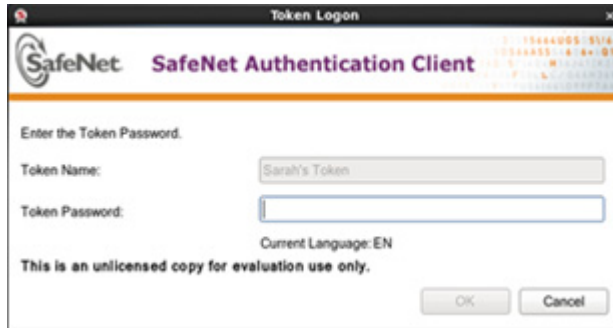 Token Logon
SafeNet SafeNet Authentication Client
Enter the Token Password.
Token Name: Sarah's Token
Token Password:
Current Language:EN
This is an unlicensed copy for evaluation use only.
OK Cancel